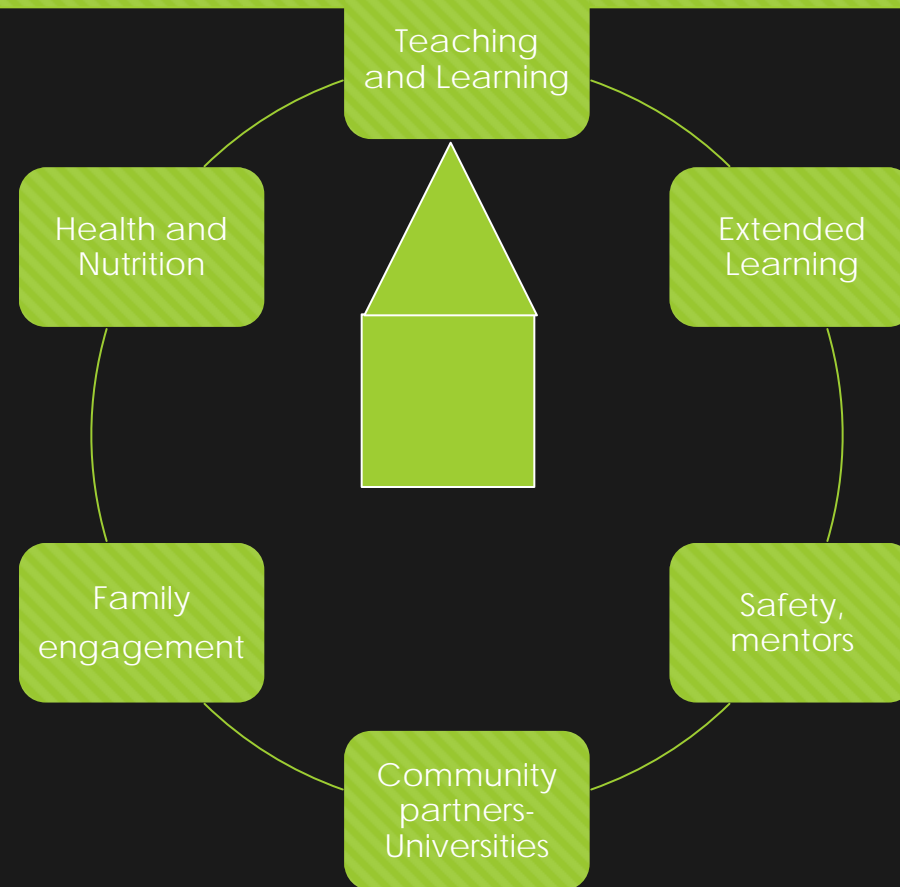 Teaching
and Learning
Health and
Nutrition
Extended
Learning
Family
engagement
Safety,
mentors
Community
partners-
Universities